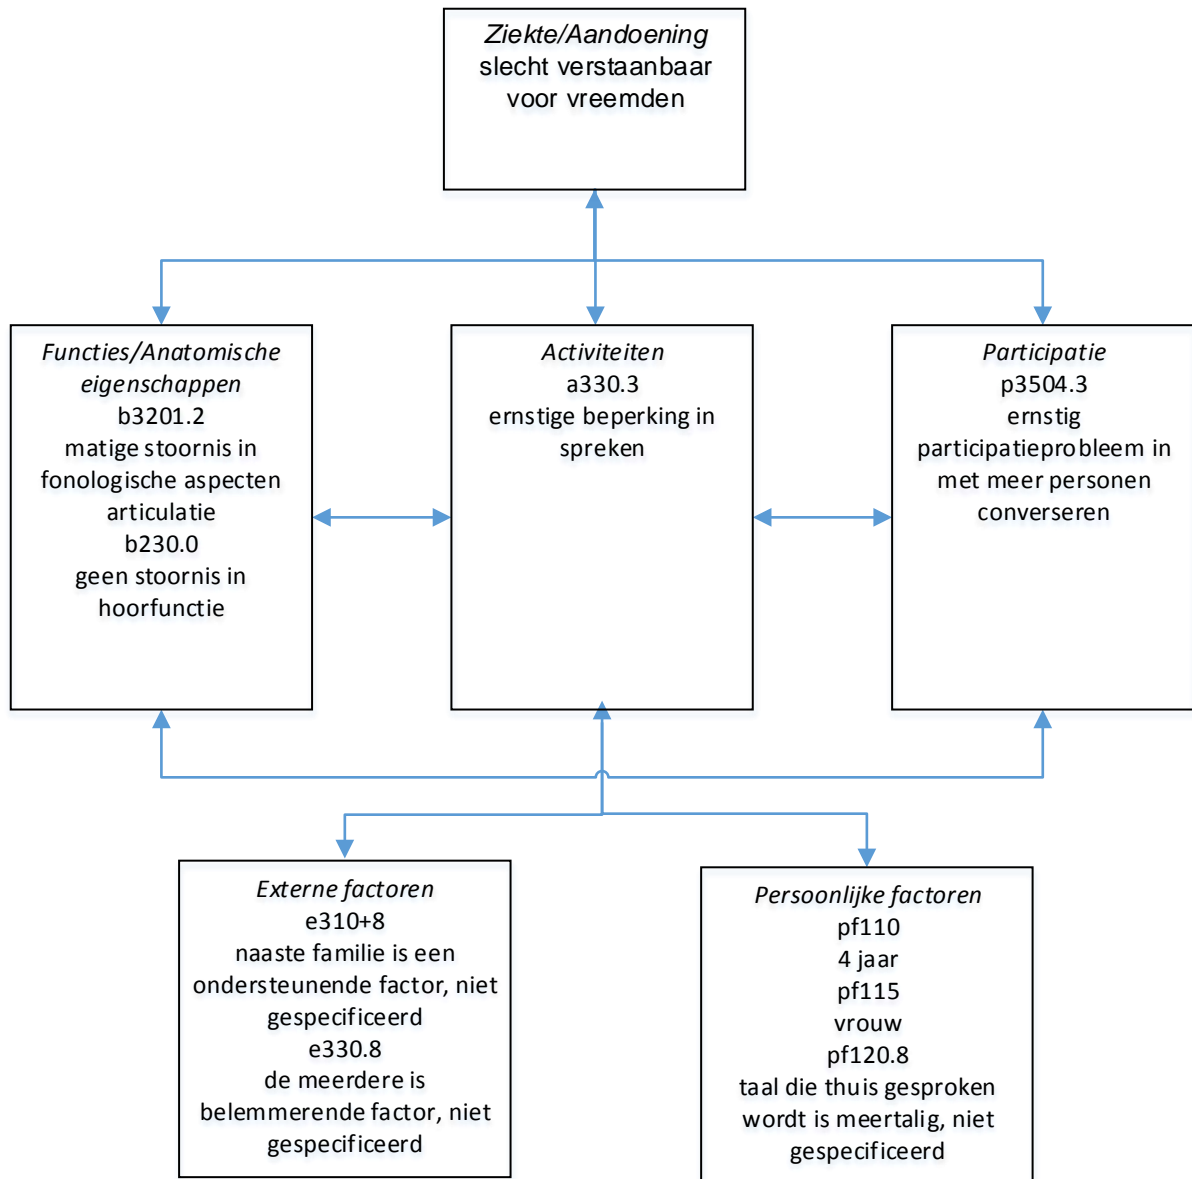 Ziekte/Aandoening
slecht verstaanbaar
voor vreemden
Functies/Anatomische
eigenschappen
b3201.2
matige stoornis in
fonologische aspecten
articulatie
b230.0
geen stoornis in
hoorfunctie
Activiteiten
a330.3
ernstige beperking in
spreken
Participatie
p3504.3
ernstig
participatieprobleem in
met meer personen
converseren
Externe factoren
e310+8
naaste familie is een
ondersteunende factor, niet
gespecificeerd
e330.8
de meerdere is
belemmerende factor, niet
gespecificeerd
Persoonlijke factoren
pf110
4 jaar
pf115
vrouw
pf120.8
taal die thuis gesproken
wordt is meertalig, niet
gespecificeerd